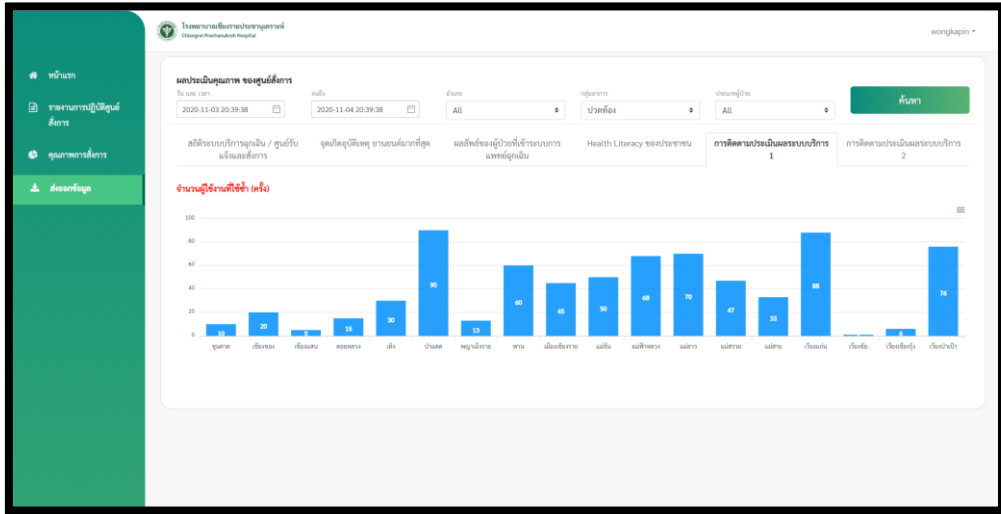 โรงพยาบาลเชียงรายประชานุเคราะห์
Chiangrai Prachanukroh Hospital
wongkapin
หน้าแรก
รายงานการปฏิบัติศูนย์
สั่งการ
คุณภาพการสั่งการ
ส่งออกข้อมูล
ผลประเมินคุณภาพ ของศูนย์สั่งการ
วัน และ เวลา
จนถึง
อำเภอ
กลุ่มอาการ
ประเภทผู้ป่วย
2020-11-03 20:39:38
2020-11-04 20:39:38
All
ปวดท้อง
All
ค้นหา
สถิติระบบบริการฉุกเฉิน / ศูนย์รับ
แจ้งและสั่งการ
จุดเกิดอุบัติเหตุ ยานยนต์มากที่สุด
ผลลัพธ์ของผู้ป่วยที่เข้าระบบการ
แพทย์ฉุกเฉิน
Health Literacy ของประชาชน
การติดตามประเมินผลระบบบริการ
1
การติดตามประเมินผลระบบบริการ
2
จำนวนผู้ใช้งานที่ใช้ซ้ำ (ครั้ง)
100
80
60
40
20
0
10
20
5
15
30
90
13
60
45
50
68
70
47
33
88
6
76
ขุนตาล
เชียงของ
เชียงแสน
ดอยหลวง
เทิง
ป่าแดด
พญาเม็งราย
พาน
เมืองเชียงราย
แม่จัน
แม่ฟ้าหลวง
แม่ลาว
แม่สรวย
แม่สาย
เวียงแก่น
เวียงชัย
เวียงเชียงรุ้ง
เวียงป่าเป้า